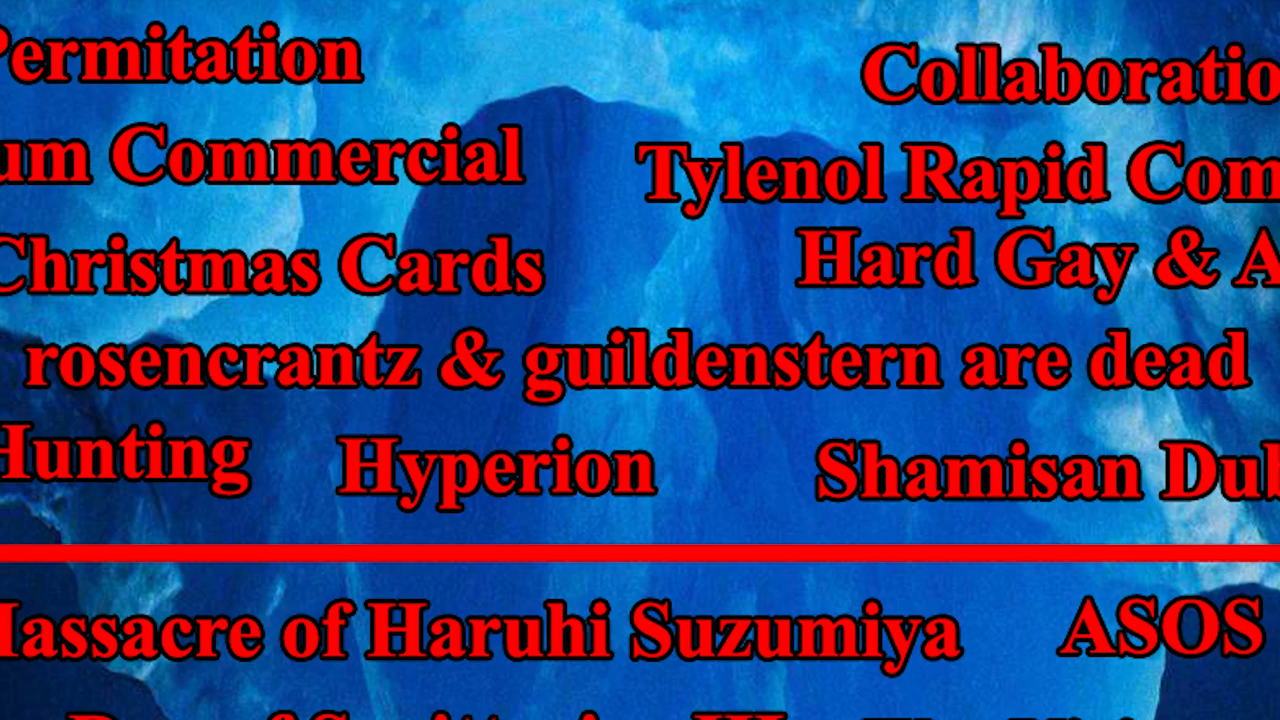 Permitation Collaboratio
um Commercial Tylenol Rapid Com
Christmas Cards Hard Gay & A
rosencrantz & guildenstern are dead
Hunting Hyperion Shamisan Dub
Massacre of Haruhi Suzumiya ASOS